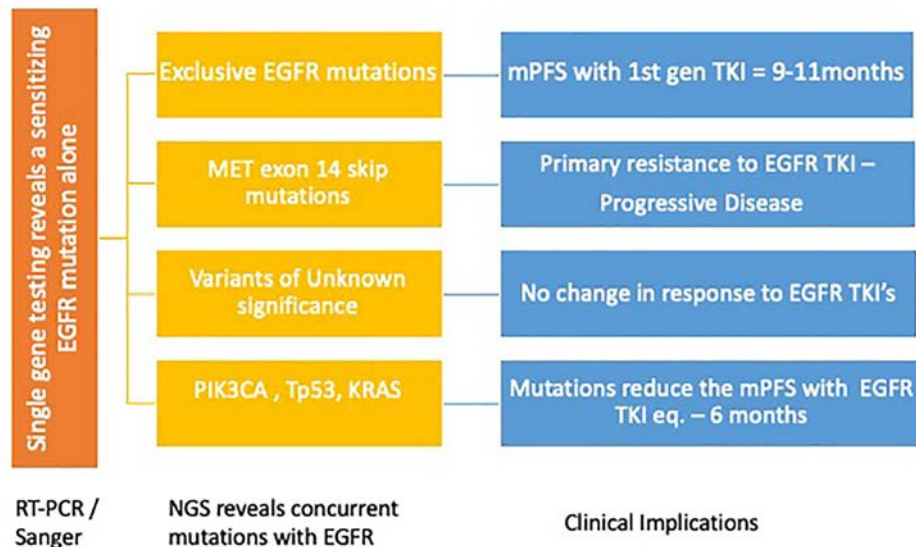 Single gene testing reveals a sensitizing
EGFR mutation alone
Exclusive EGFR mutations
mPFS with 1st gen TKI = 9-11months
MET exon 14 skip
mutations
Primary resistance to EGFR TKI –
Progressive Disease
Variants of Unknown
significance
No change in response to EGFR TKI's
PIK3CA , Tp53, KRAS
Mutations reduce the mPFS with EGFR
TKI eq. – 6 months
RT-PCR /
Sanger
NGS reveals concurrent
mutations with EGFR
Clinical Implications